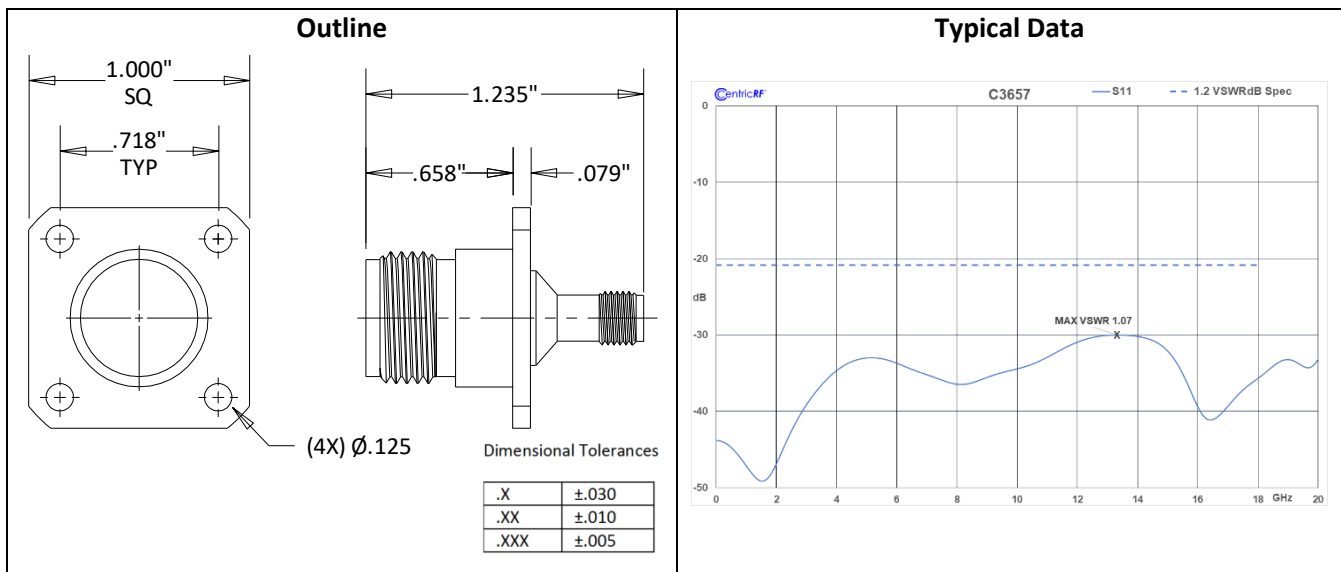 Outline
1.000"
SQ
.718"
TYP
1.235"
.658"
.079"
(4X) Ø.125
Dimensional Tolerances
.X ±.030
.XX ±.010
.XXX ±.005
Typical Data
CentricRF
C3657
S11
1.2 VSWRdB Spec
0
-10
-20
dB
-30
-40
-50
MAX VSWR 1.07
X
0 2 4 6 8 10 12 14 16 18 GHz 20